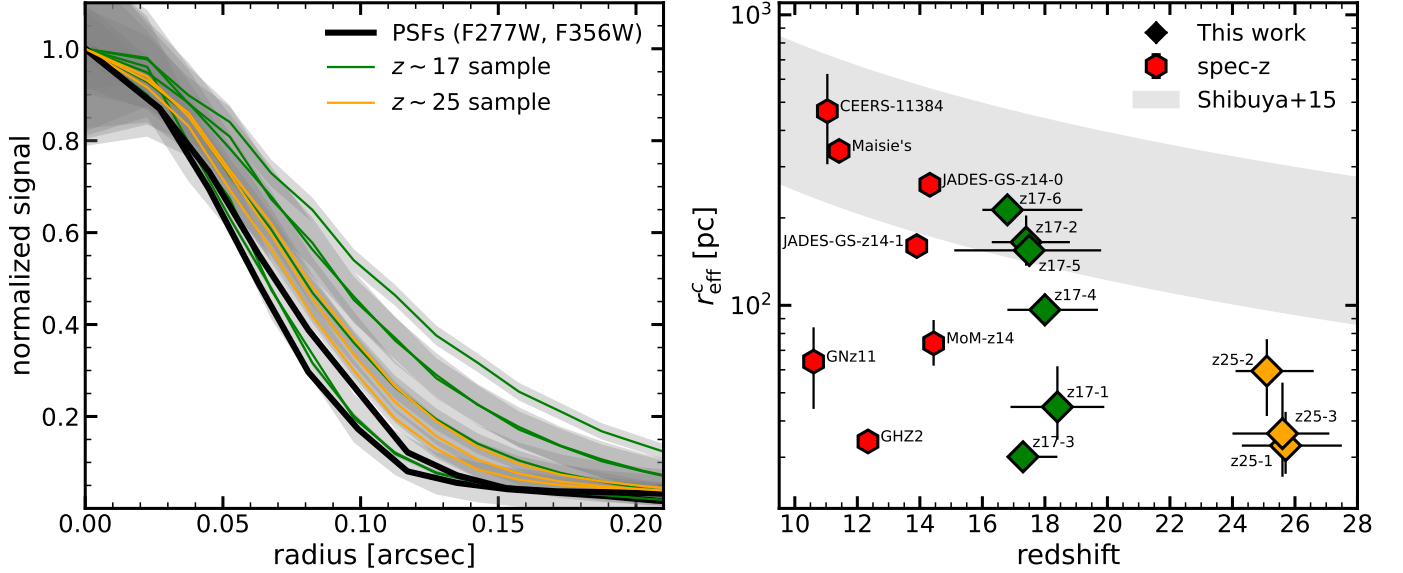 normalized signal
1.0
0.8
0.6
0.4
0.2
PSFs (F277W, F356W)
z ~ 17 sample
z ~ 25 sample
0.00 0.05 0.10 0.15 0.20
radius [arcsec]
r_eff^c [pc]
10³
10²
This work
spec-z
Shibuya+15
CEERS-11384
Maisie's
JADES-GS-z14-0
z17-6
z17-2
JADES-GS-z14-1
z17-5
z17-4
MoM-z14
GNz11
z25-2
z17-1
z25-3
z17-3
GHZ2
z25-1
10 12 14 16 18 20 22 24 26 28
redshift